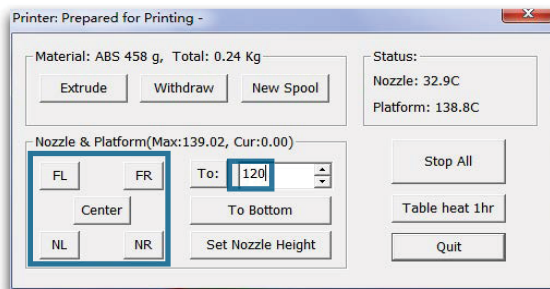 Printer: Prepared for Printing -
Material: ABS 458 g, Total: 0.24 Kg
Extrude
Withdraw
New Spool
Status:
Nozzle: 32.9C
Platform: 138.8C
Nozzle & Platform(Max:139.02, Cur:0.00)
FL
FR
Center
NL
NR
To:
120
To Bottom
Set Nozzle Height
Stop All
Table heat 1hr
Quit